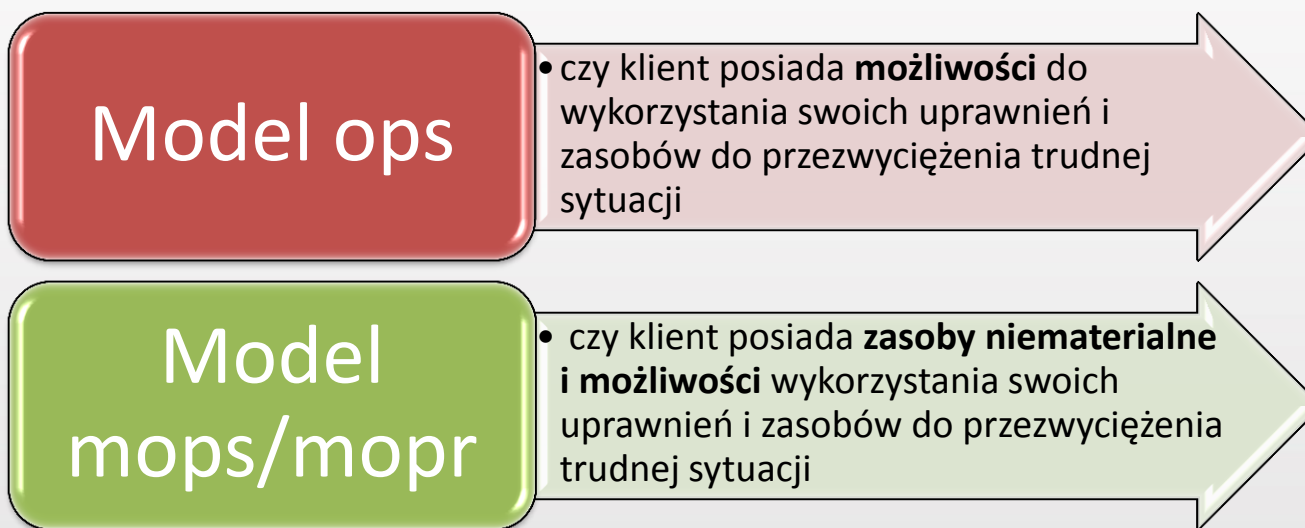 Model ops
• czy klient posiada możliwości do
wykorzystania swoich uprawnień i
zasobów do przezwyciężenia trudnej
sytuacji
Model
mops/mopr
• czy klient posiada zasoby niematerialne
i możliwości wykorzystania swoich
uprawnień i zasobów do przezwyciężenia
trudnej sytuacji